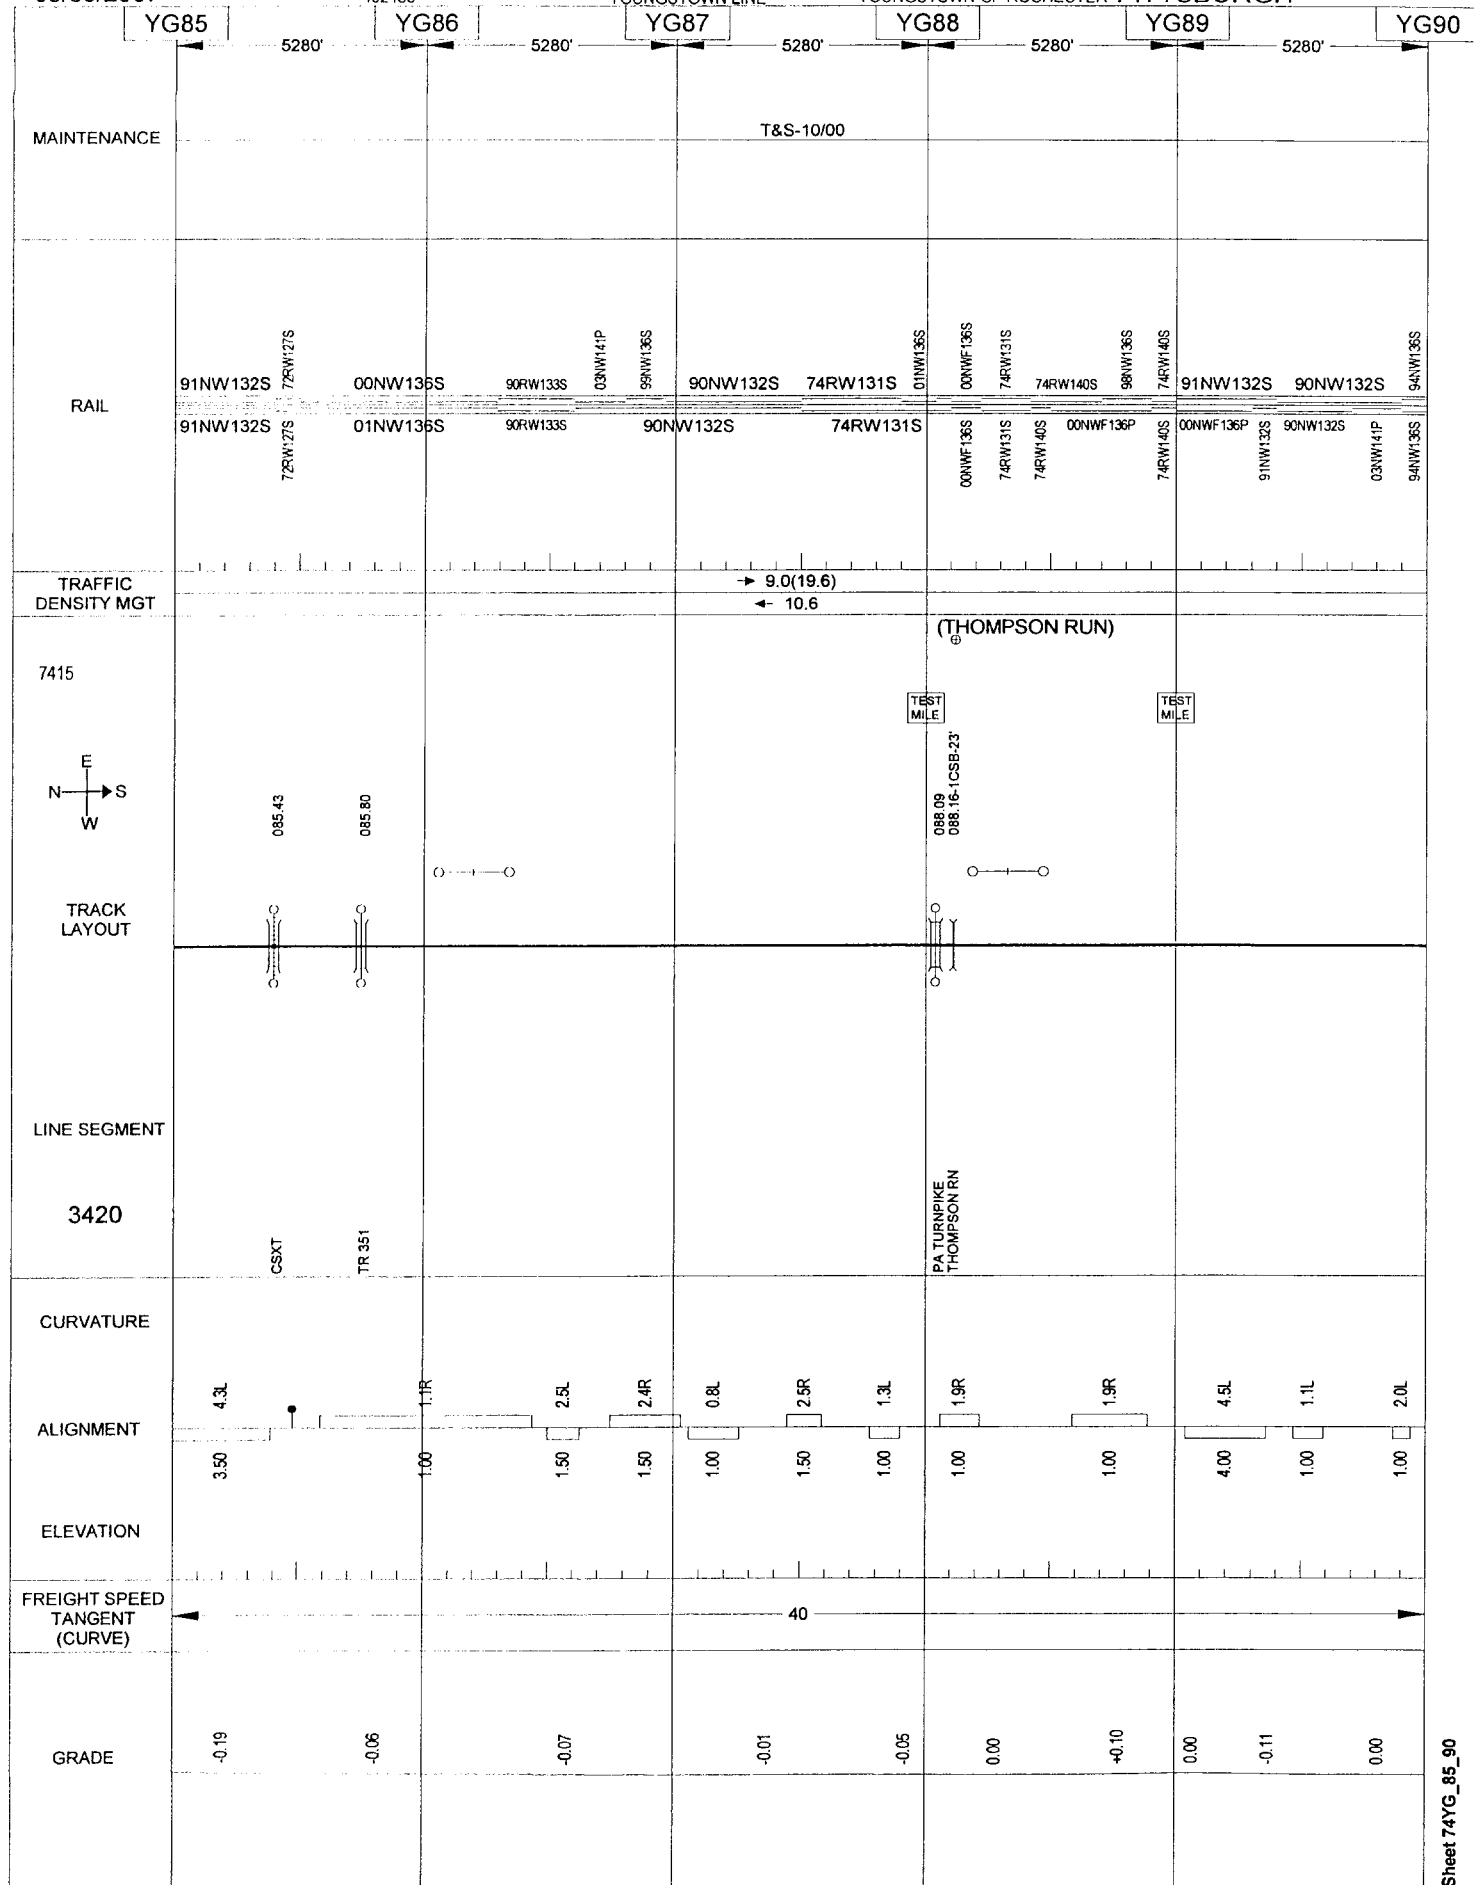 YOUNGSTOWN LINE
PITTSBURGH
YG85 YG86 YG87 YG88 YG89 YG90
5280' 5280' 5280' 5280' 5280'
MAINTENANCE
T&S-10/00
RAIL
91NW132S 72RW127S 00NW136S 90RW133S 03NW141P 99NW136S 90NW132S 74RW131S 01NW136S 00NWF136S 74RW131S 74RW140S 98NW136S 74RW140S 91NW132S 90NW132S 94NW136S
91NW132S 72RW127S 01NW136S 90RW133S 90NW132S 74RW131S 00NWF136S 74RW131S 74RW140S 00NWF136P 74RW140S 00NWF136P 91NW132S 90NW132S 03NW141P 94NW136S
TRAFFIC
DENSITY MGT
9.0(19.6)
10.6
(THOMPSON RUN)
7415
TEST
MILE
TEST
MILE
E
N S
W
085.43
085.80
088.09
088.16-1CSB-23'
TRACK
LAYOUT
LINE SEGMENT
3420
CSXT
TR 351
PA TURNPIKE
THOMPSON RN
CURVATURE
4.3L 1.1R 2.5L 2.4R 0.8L 2.5R 1.3L 1.9R 1.9R 4.5L 1.1L 2.0L
ALIGNMENT
3.50 1.00 1.50 1.50 1.00 1.50 1.00 1.00 1.00 4.00 1.00 1.00
ELEVATION
FREIGHT SPEED
TANGENT
(CURVE)
40
GRADE
-0.19 -0.06 -0.07 -0.01 -0.05 0.00 +0.10 0.00 -0.11 0.00
Sheet 74YG_85_90